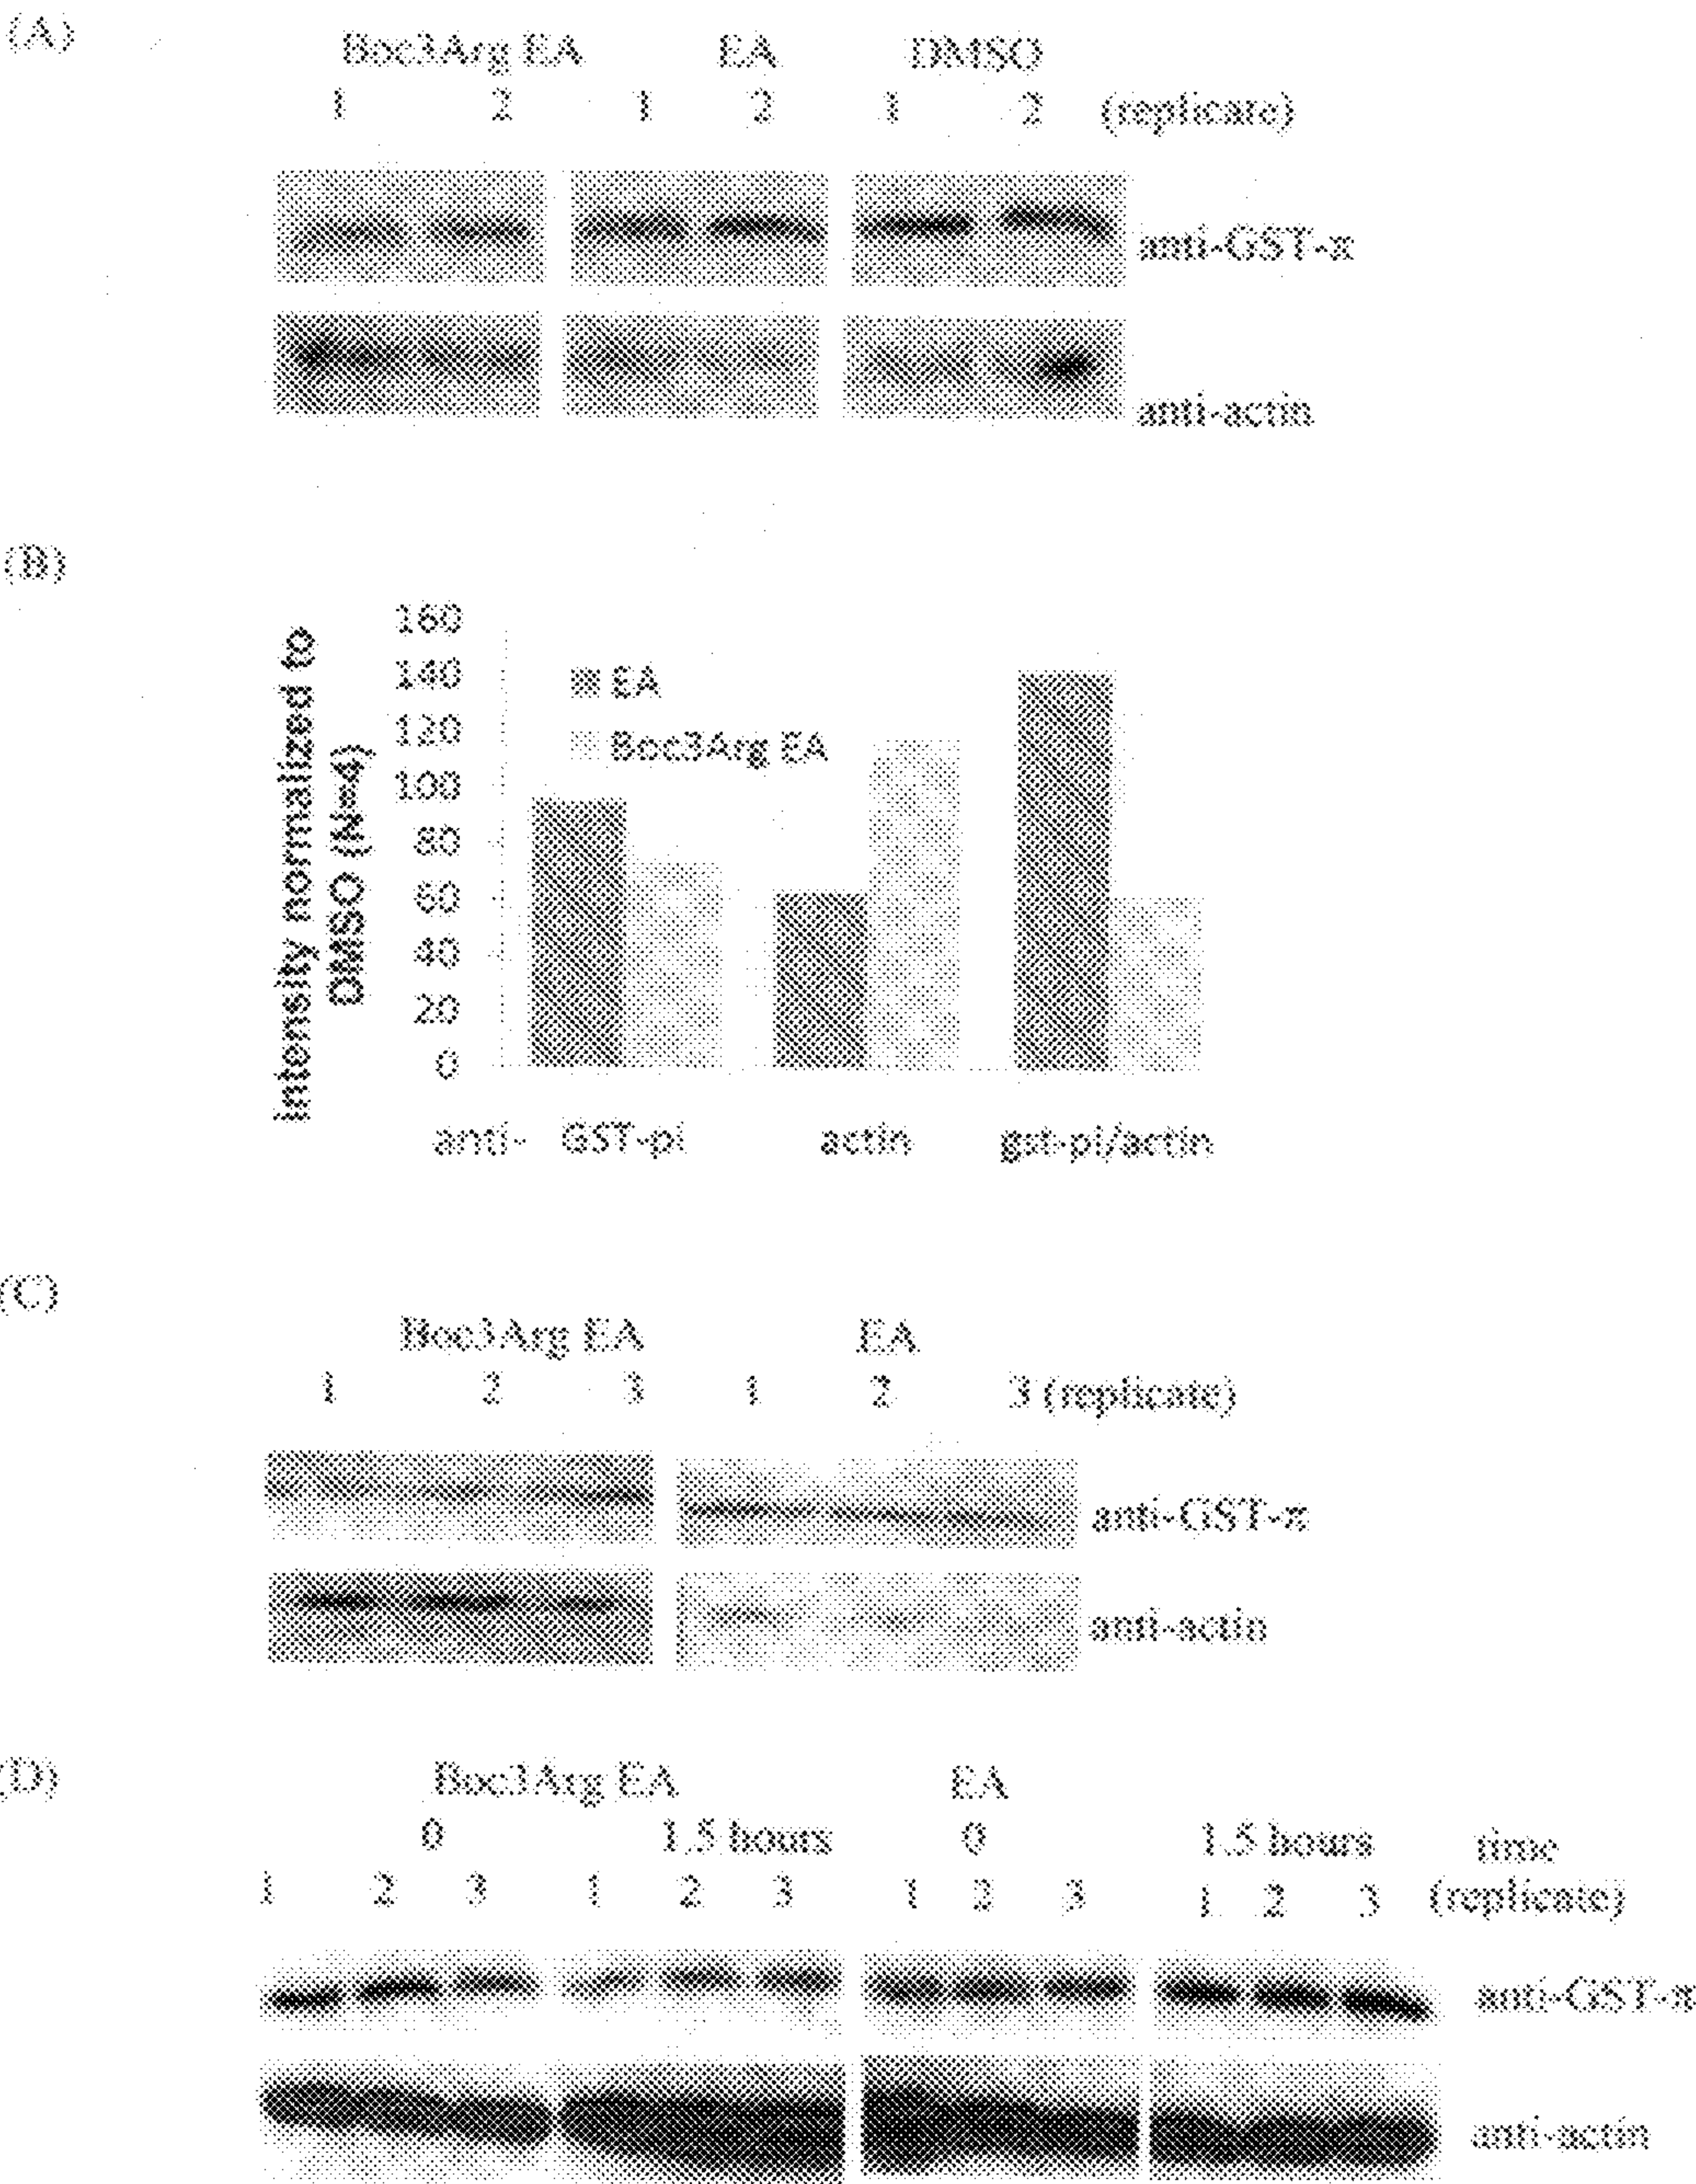 (A)
Boc3Arg EA EA DMSO
1 2 1 2 1 2 (replicate)
anti-GST-π
anti-actin
(B)
Intensity normalized to
DMSO (N=4)
160
140
120
100
80
60
40
20
0
EA
Boc3Arg EA
anti- GST-pi actin gst-pi/actin
(C)
Boc3Arg EA EA
1 2 3 1 2 3 (replicate)
anti-GST-π
anti-actin
(D)
Boc3Arg EA EA
0 1.5 hours 0 1.5 hours time
1 2 3 1 2 3 1 2 3 1 2 3 (replicate)
anti-GST-π
anti-actin